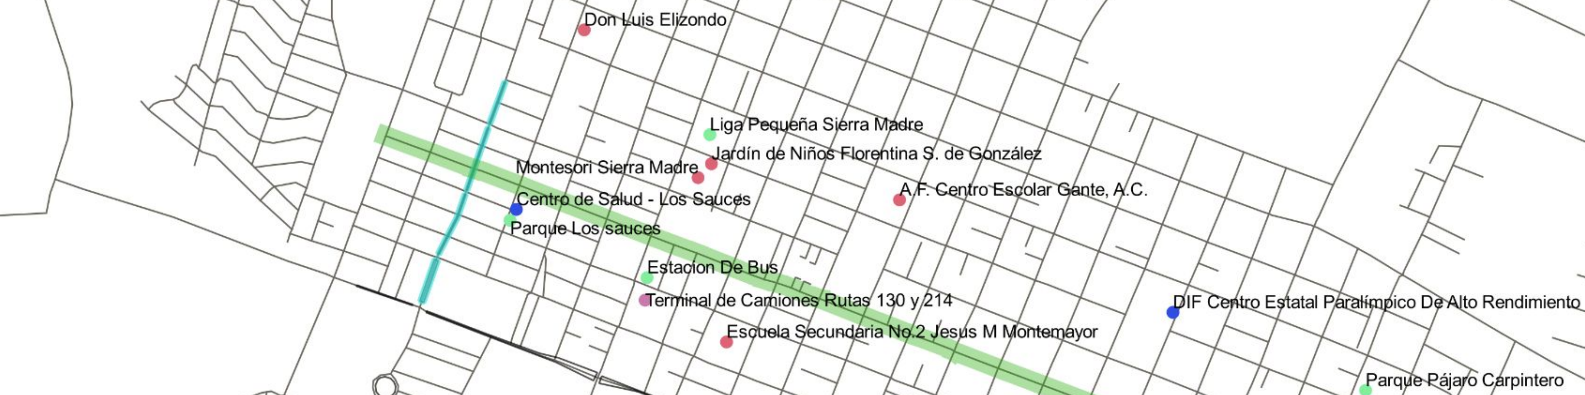 Don Luis Elizondo
Liga Pequeña Sierra Madre
Jardín de Niños Florentina S. de González
Montesori Sierra Madre
A.F. Centro Escolar Gante, A.C.
Centro de Salud - Los Sauces
Parque Los sauces
Estacion De Bus
Terminal de Camiones Rutas 130 y 214
DIF Centro Estatal Paralímpico De Alto Rendimiento
Escuela Secundaria No.2 Jesus M Montemayor
Parque Pájaro Carpintero